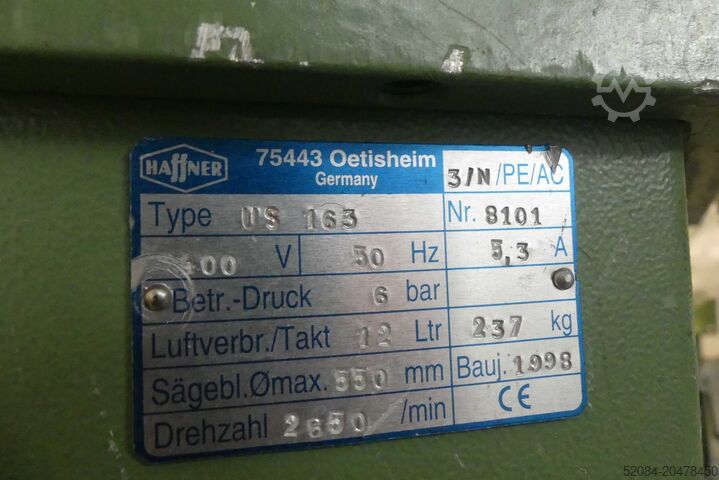 HAFFNER
75443 Oetisheim
Germany
3/N /PE/AC
Type US 163
Nr. 8101
400 V 50 Hz 5,3 A
Betr.-Druck 6 bar
Luftverbr./Takt 12 Ltr 237 kg
Sägebl.Ømax. 550 mm Bauj. 1998
Drehzahl 2850 /min CE
52084-20478450